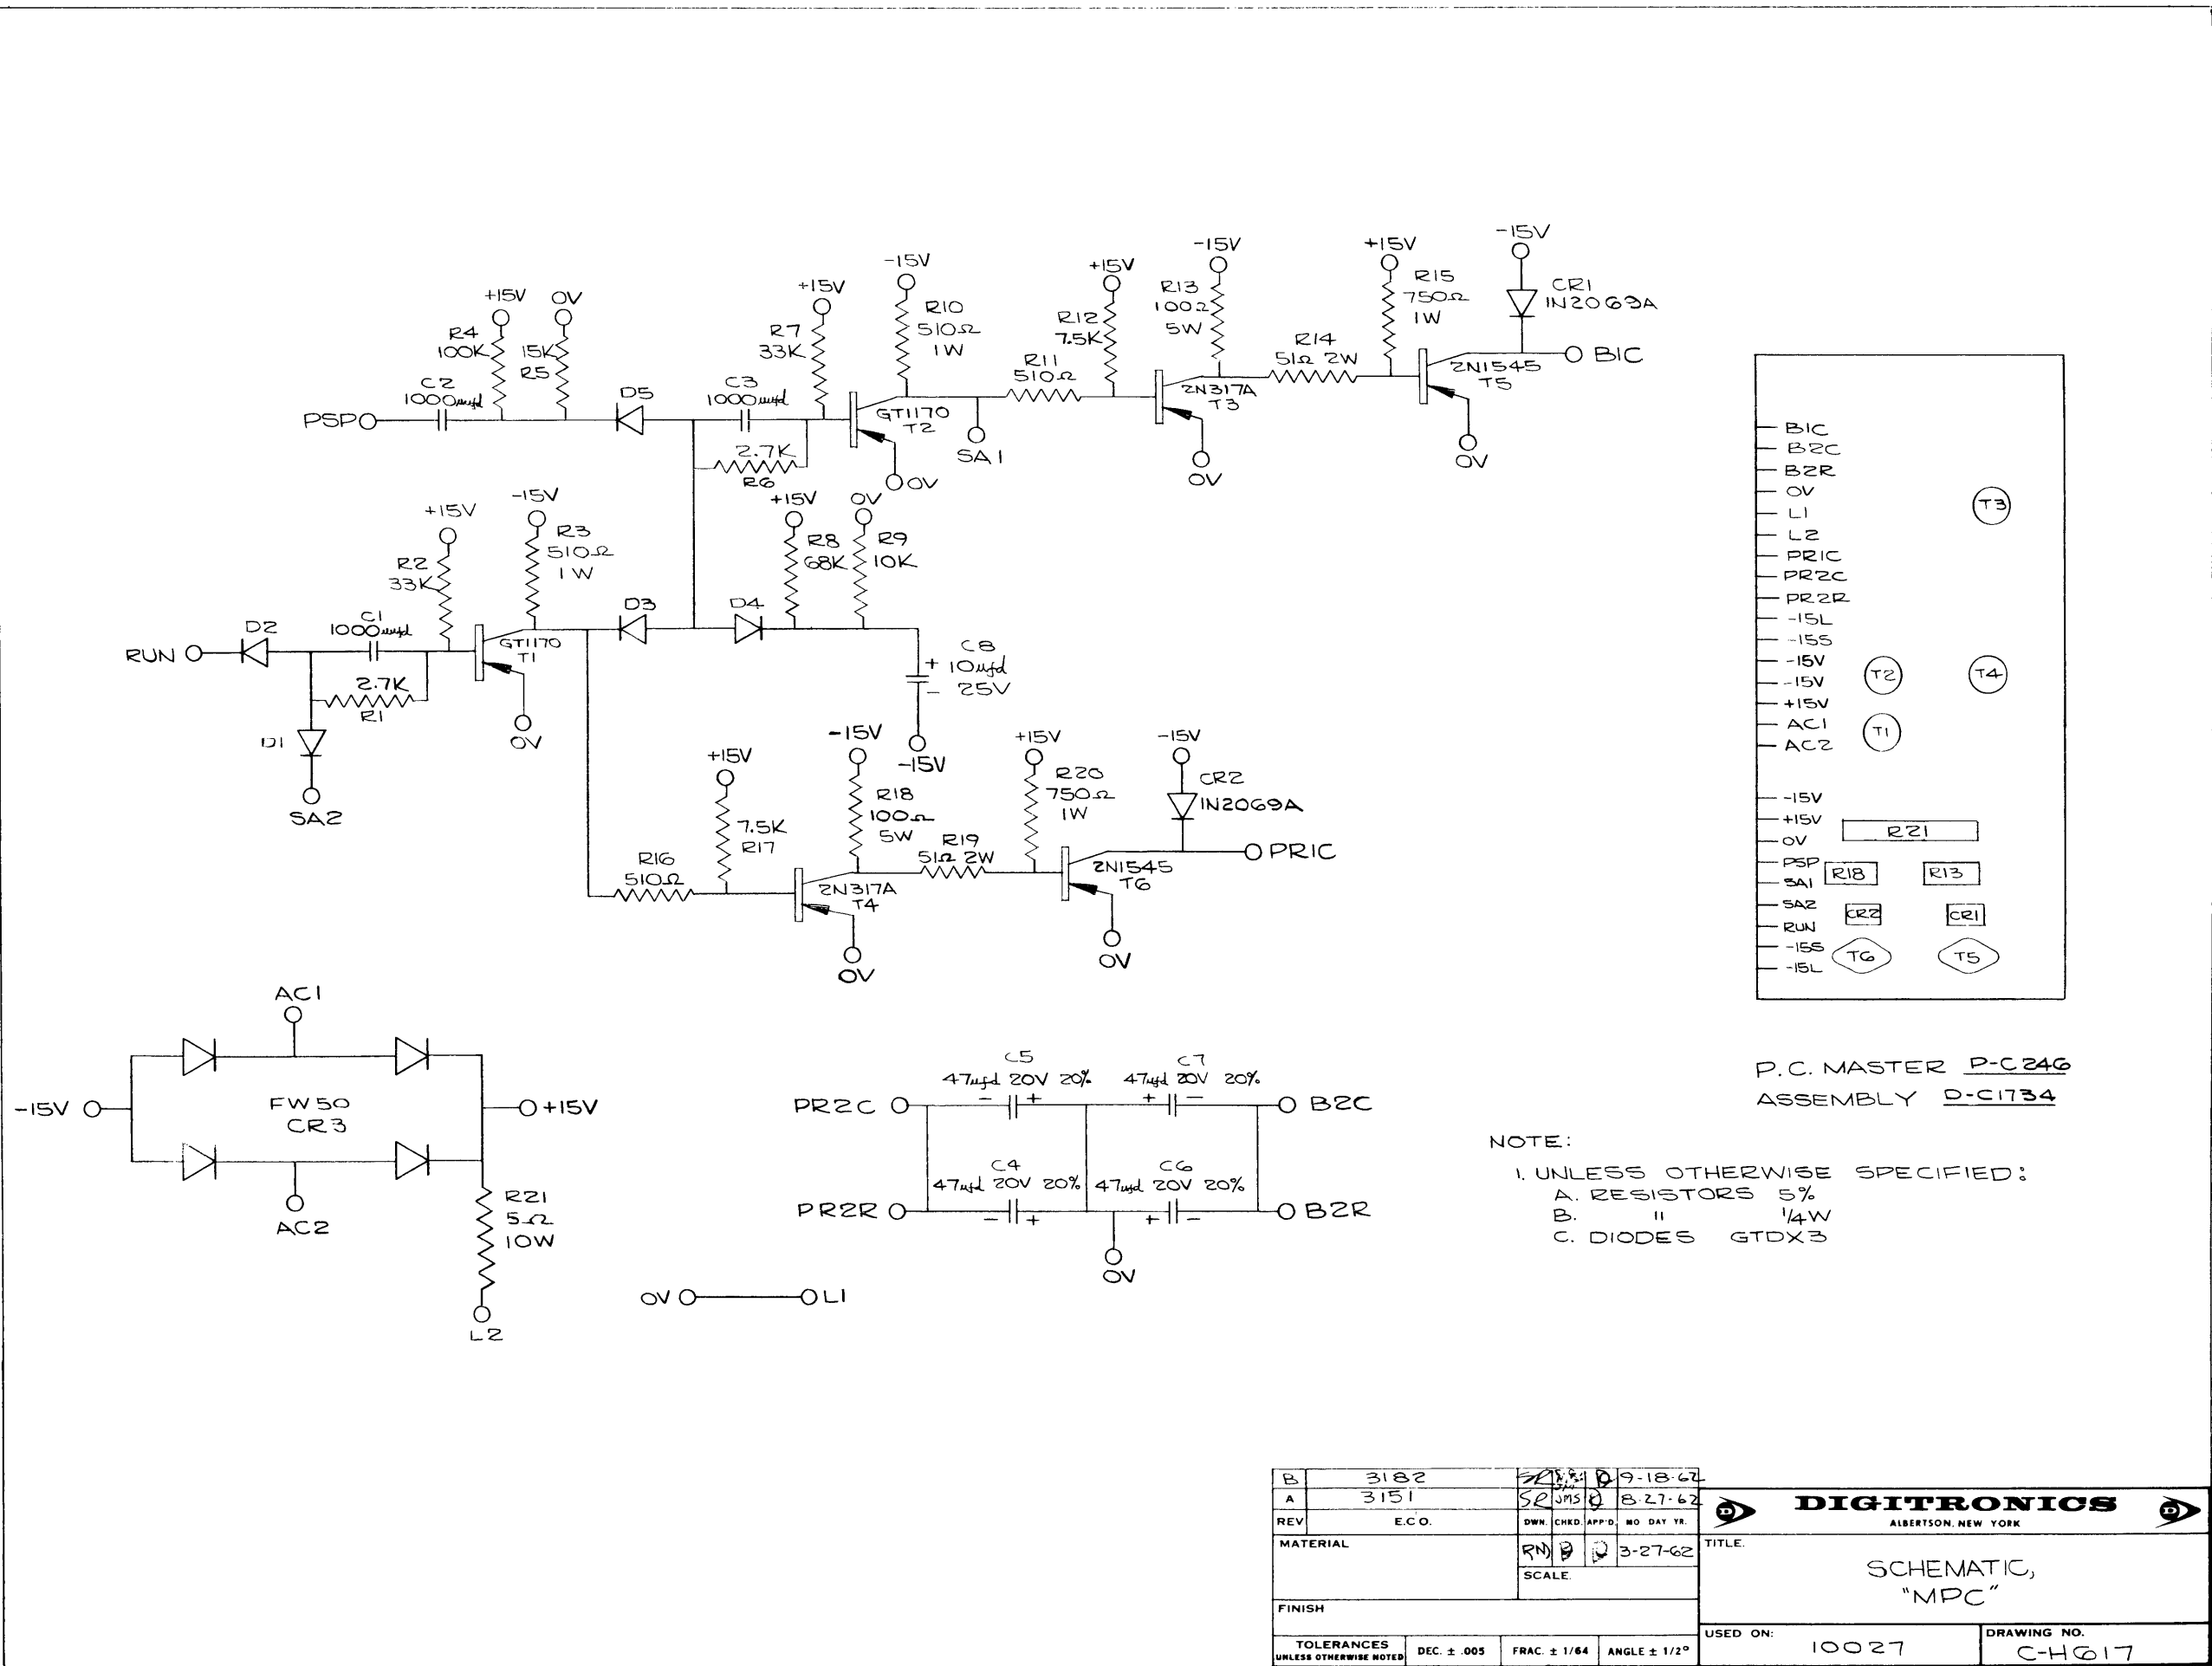 -15V
+15V
-15V
CR1
1N2069A
R15
750Ω
1W
-15V
+15V
R13
100Ω
5W
+15V
0V
+15V
R10
510Ω
1W
R12
7.5K
R14
51Ω 2W
B1C
R4
100K
15K
R5
R7
33K
R11
510Ω
2N1545
T5
C2
1000μμfd
D5
C3
1000μμfd
2N317A
T3
PSP
GT1170
T2
2.7K
R6
SA1
0V
0V
0V
+15V
-15V
+15V
0V
R3
510Ω
1W
R2
33K
R8
68K
R9
10K
D2
C1
1000μμfd
D3
D4
RUN
GT1170
T1
C8
+ 10μfd
- 25V
2.7K
R1
D1
0V
SA2
-15V
+15V
-15V
+15V
-15V
R20
750Ω
1W
CR2
1N2069A
R18
100Ω
5W
7.5K
R17
R19
51Ω 2W
PR1C
R16
510Ω
2N317A
T4
2N1545
T6
0V
0V
B1C
B2C
B2R
0V
L1
L2
PR1C
PR2C
PR2R
-15L
-15S
-15V
-15V
+15V
AC1
AC2
T3
T2
T4
T1
-15V
+15V
0V
PSP
SA1
SA2
RUN
-15S
-15L
R21
R18
R13
CR2
CR1
T6
T5
AC1
-15V
FW50
CR3
+15V
AC2
R21
5Ω
10W
L2
C5
47μfd 20V 20%
C7
47μfd 20V 20%
PR2C
- +
+ -
B2C
C4
47μfd 20V 20%
C6
47μfd 20V 20%
PR2R
- +
+ -
B2R
0V
0V
L1
P.C. MASTER P-C246
ASSEMBLY D-C1734
NOTE:
1. UNLESS OTHERWISE SPECIFIED:
A. RESISTORS 5%
B. " 1/4W
C. DIODES GTDX3
B 3182 SR 9-18-62
A 3151 SR JMS 8-27-62
REV E.C.O. DWN. CHKD. APP'D. MO DAY YR.
MATERIAL
RN 3-27-62
SCALE.
FINISH
TOLERANCES
UNLESS OTHERWISE NOTED
DEC. ± .005
FRAC. ± 1/64
ANGLE ± 1/2°
DIGITRONICS
ALBERTSON, NEW YORK
TITLE.
SCHEMATIC,
"MPC"
USED ON:
10027
DRAWING NO.
C-H617